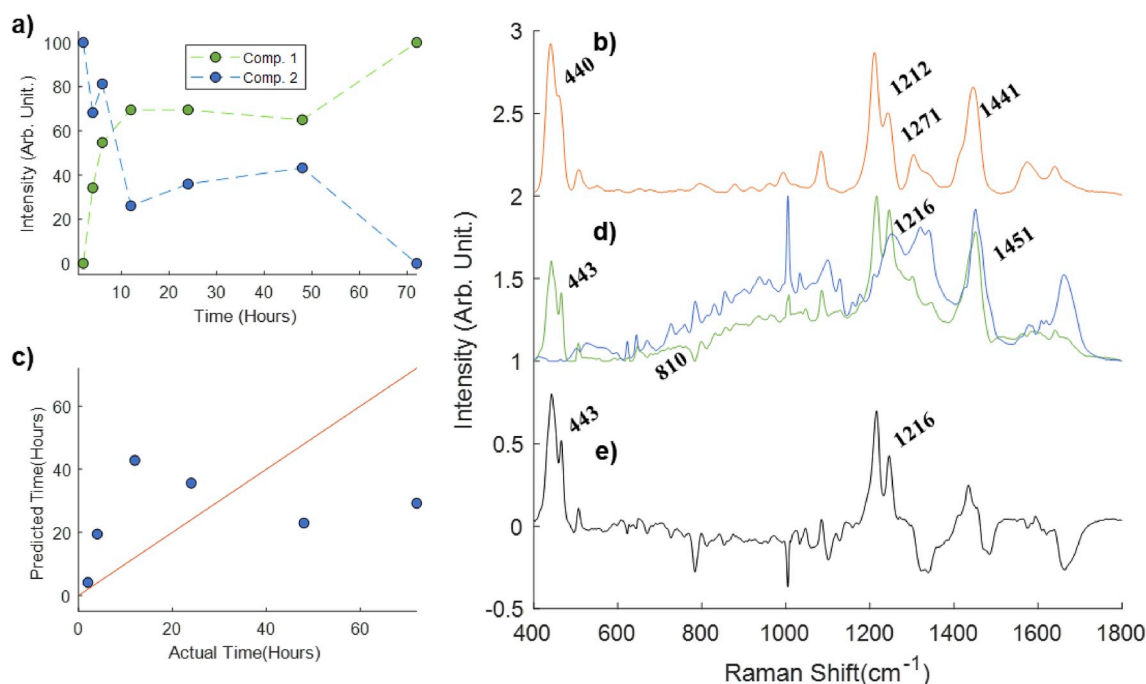 a)
100
80
60
40
20
0
Intensity (Arb. Unit.)
Comp. 1
Comp. 2
10 20 30 40 50 60 70
Time (Hours)
c)
60
40
20
0
Predicted Time(Hours)
0 20 40 60
Actual Time(Hours)
3
2.5
2
1.5
1
0.5
0
-0.5
Intensity (Arb. Unit.)
b)
440
1212
1271
1441
d)
443
810
1216
1451
e)
443
1216
400 600 800 1000 1200 1400 1600 1800
Raman Shift(cm⁻¹)